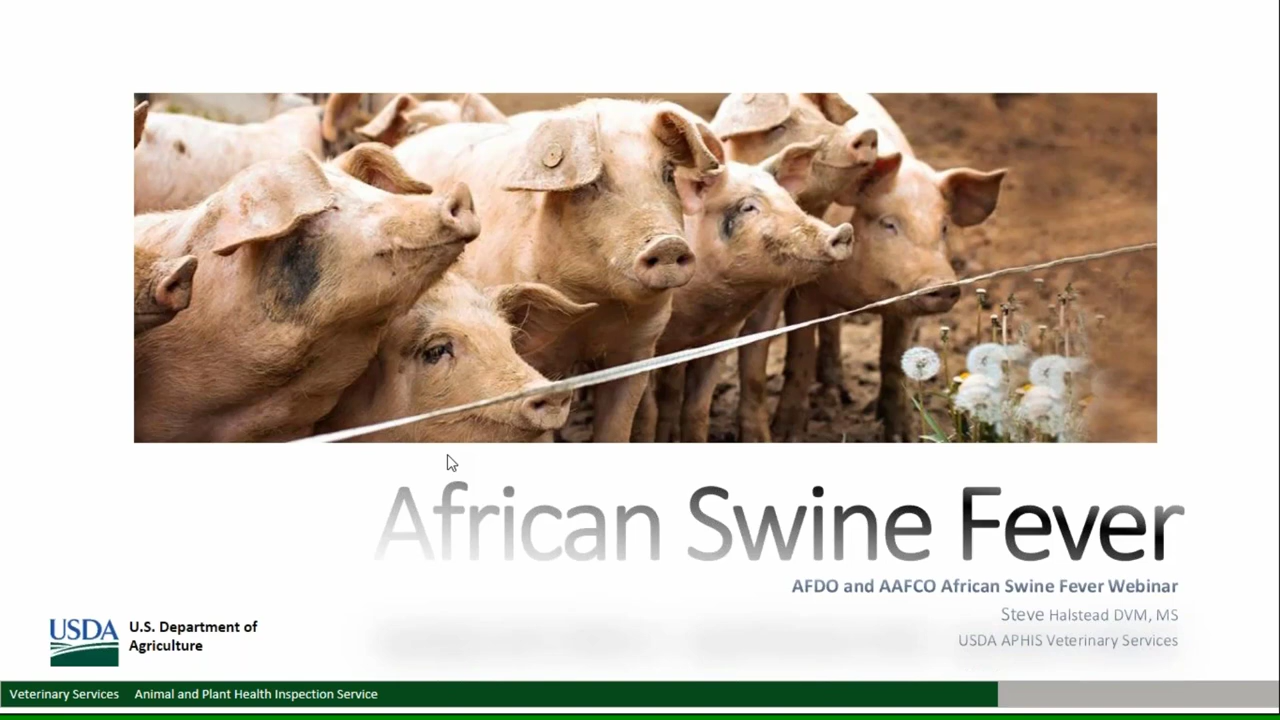 African Swine Fever
AFDO and AAFCO African Swine Fever Webinar
Steve Halstead DVM, MS
USDA APHIS Veterinary Services
USDA
U.S. Department of
Agriculture
Veterinary Services Animal and Plant Health Inspection Service